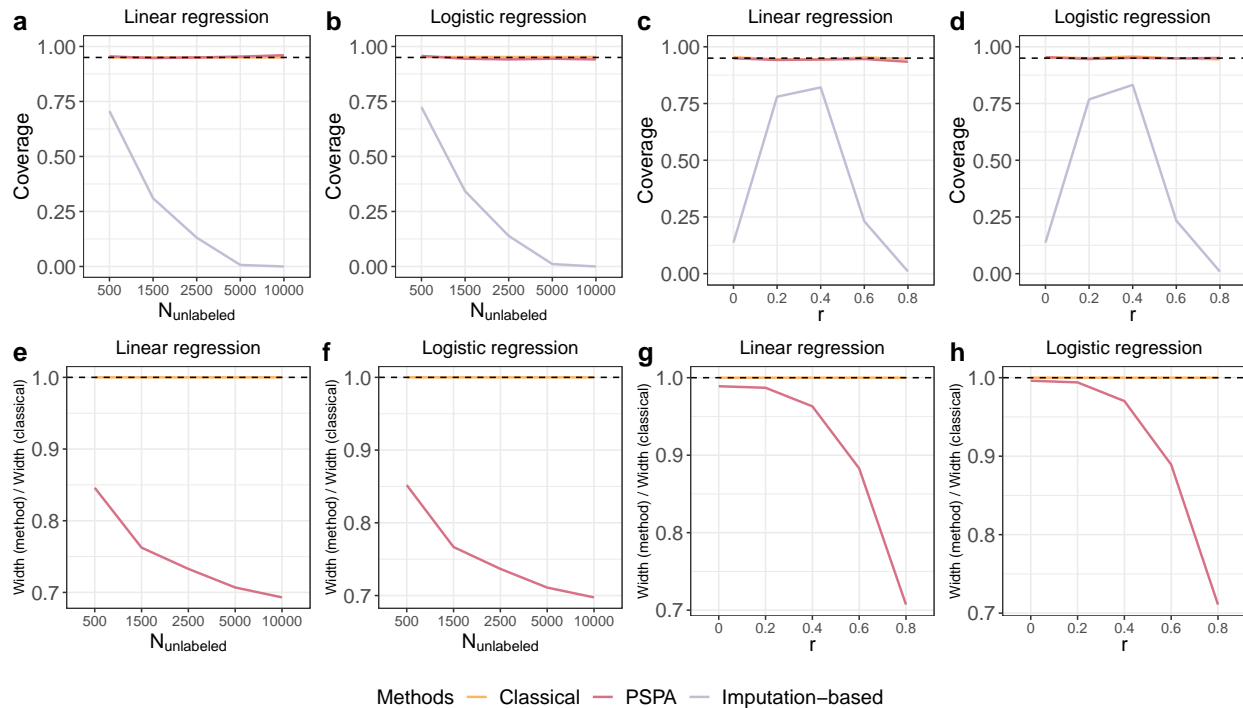 a
Linear regression
Coverage
1.00
0.75
0.50
0.25
0.00
500 1500 2500 5000 10000
Nunlabeled
b
Logistic regression
Coverage
1.00
0.75
0.50
0.25
0.00
500 1500 2500 5000 10000
Nunlabeled
c
Linear regression
Coverage
1.00
0.75
0.50
0.25
0.00
0 0.2 0.4 0.6 0.8
r
d
Logistic regression
Coverage
1.00
0.75
0.50
0.25
0.00
0 0.2 0.4 0.6 0.8
r
e
Linear regression
Width (method) / Width (classical)
1.0
0.9
0.8
0.7
500 1500 2500 5000 10000
Nunlabeled
f
Logistic regression
Width (method) / Width (classical)
1.0
0.9
0.8
0.7
500 1500 2500 5000 10000
Nunlabeled
g
Linear regression
Width (method) / Width (classical)
1.0
0.9
0.8
0.7
0 0.2 0.4 0.6 0.8
r
h
Logistic regression
Width (method) / Width (classical)
1.0
0.9
0.8
0.7
0 0.2 0.4 0.6 0.8
r
Methods Classical PSPA Imputation−based